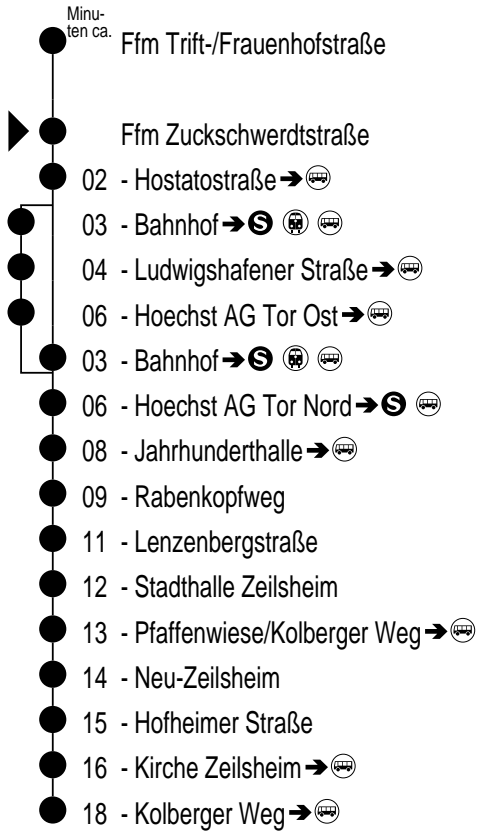 Minu-
ten ca.
Ffm Trift-/Frauenhofstraße
Ffm Zuckschwerdtstraße
02 - Hostatostraße ➔
03 - Bahnhof ➔ S
04 - Ludwigshafener Straße ➔
06 - Hoechst AG Tor Ost ➔
03 - Bahnhof ➔ S
06 - Hoechst AG Tor Nord ➔ S
08 - Jahrhunderthalle ➔
09 - Rabenkopfweg
11 - Lenzenbergstraße
12 - Stadthalle Zeilsheim
13 - Pfaffenwiese/Kolberger Weg ➔
14 - Neu-Zeilsheim
15 - Hofheimer Straße
16 - Kirche Zeilsheim ➔
18 - Kolberger Weg ➔